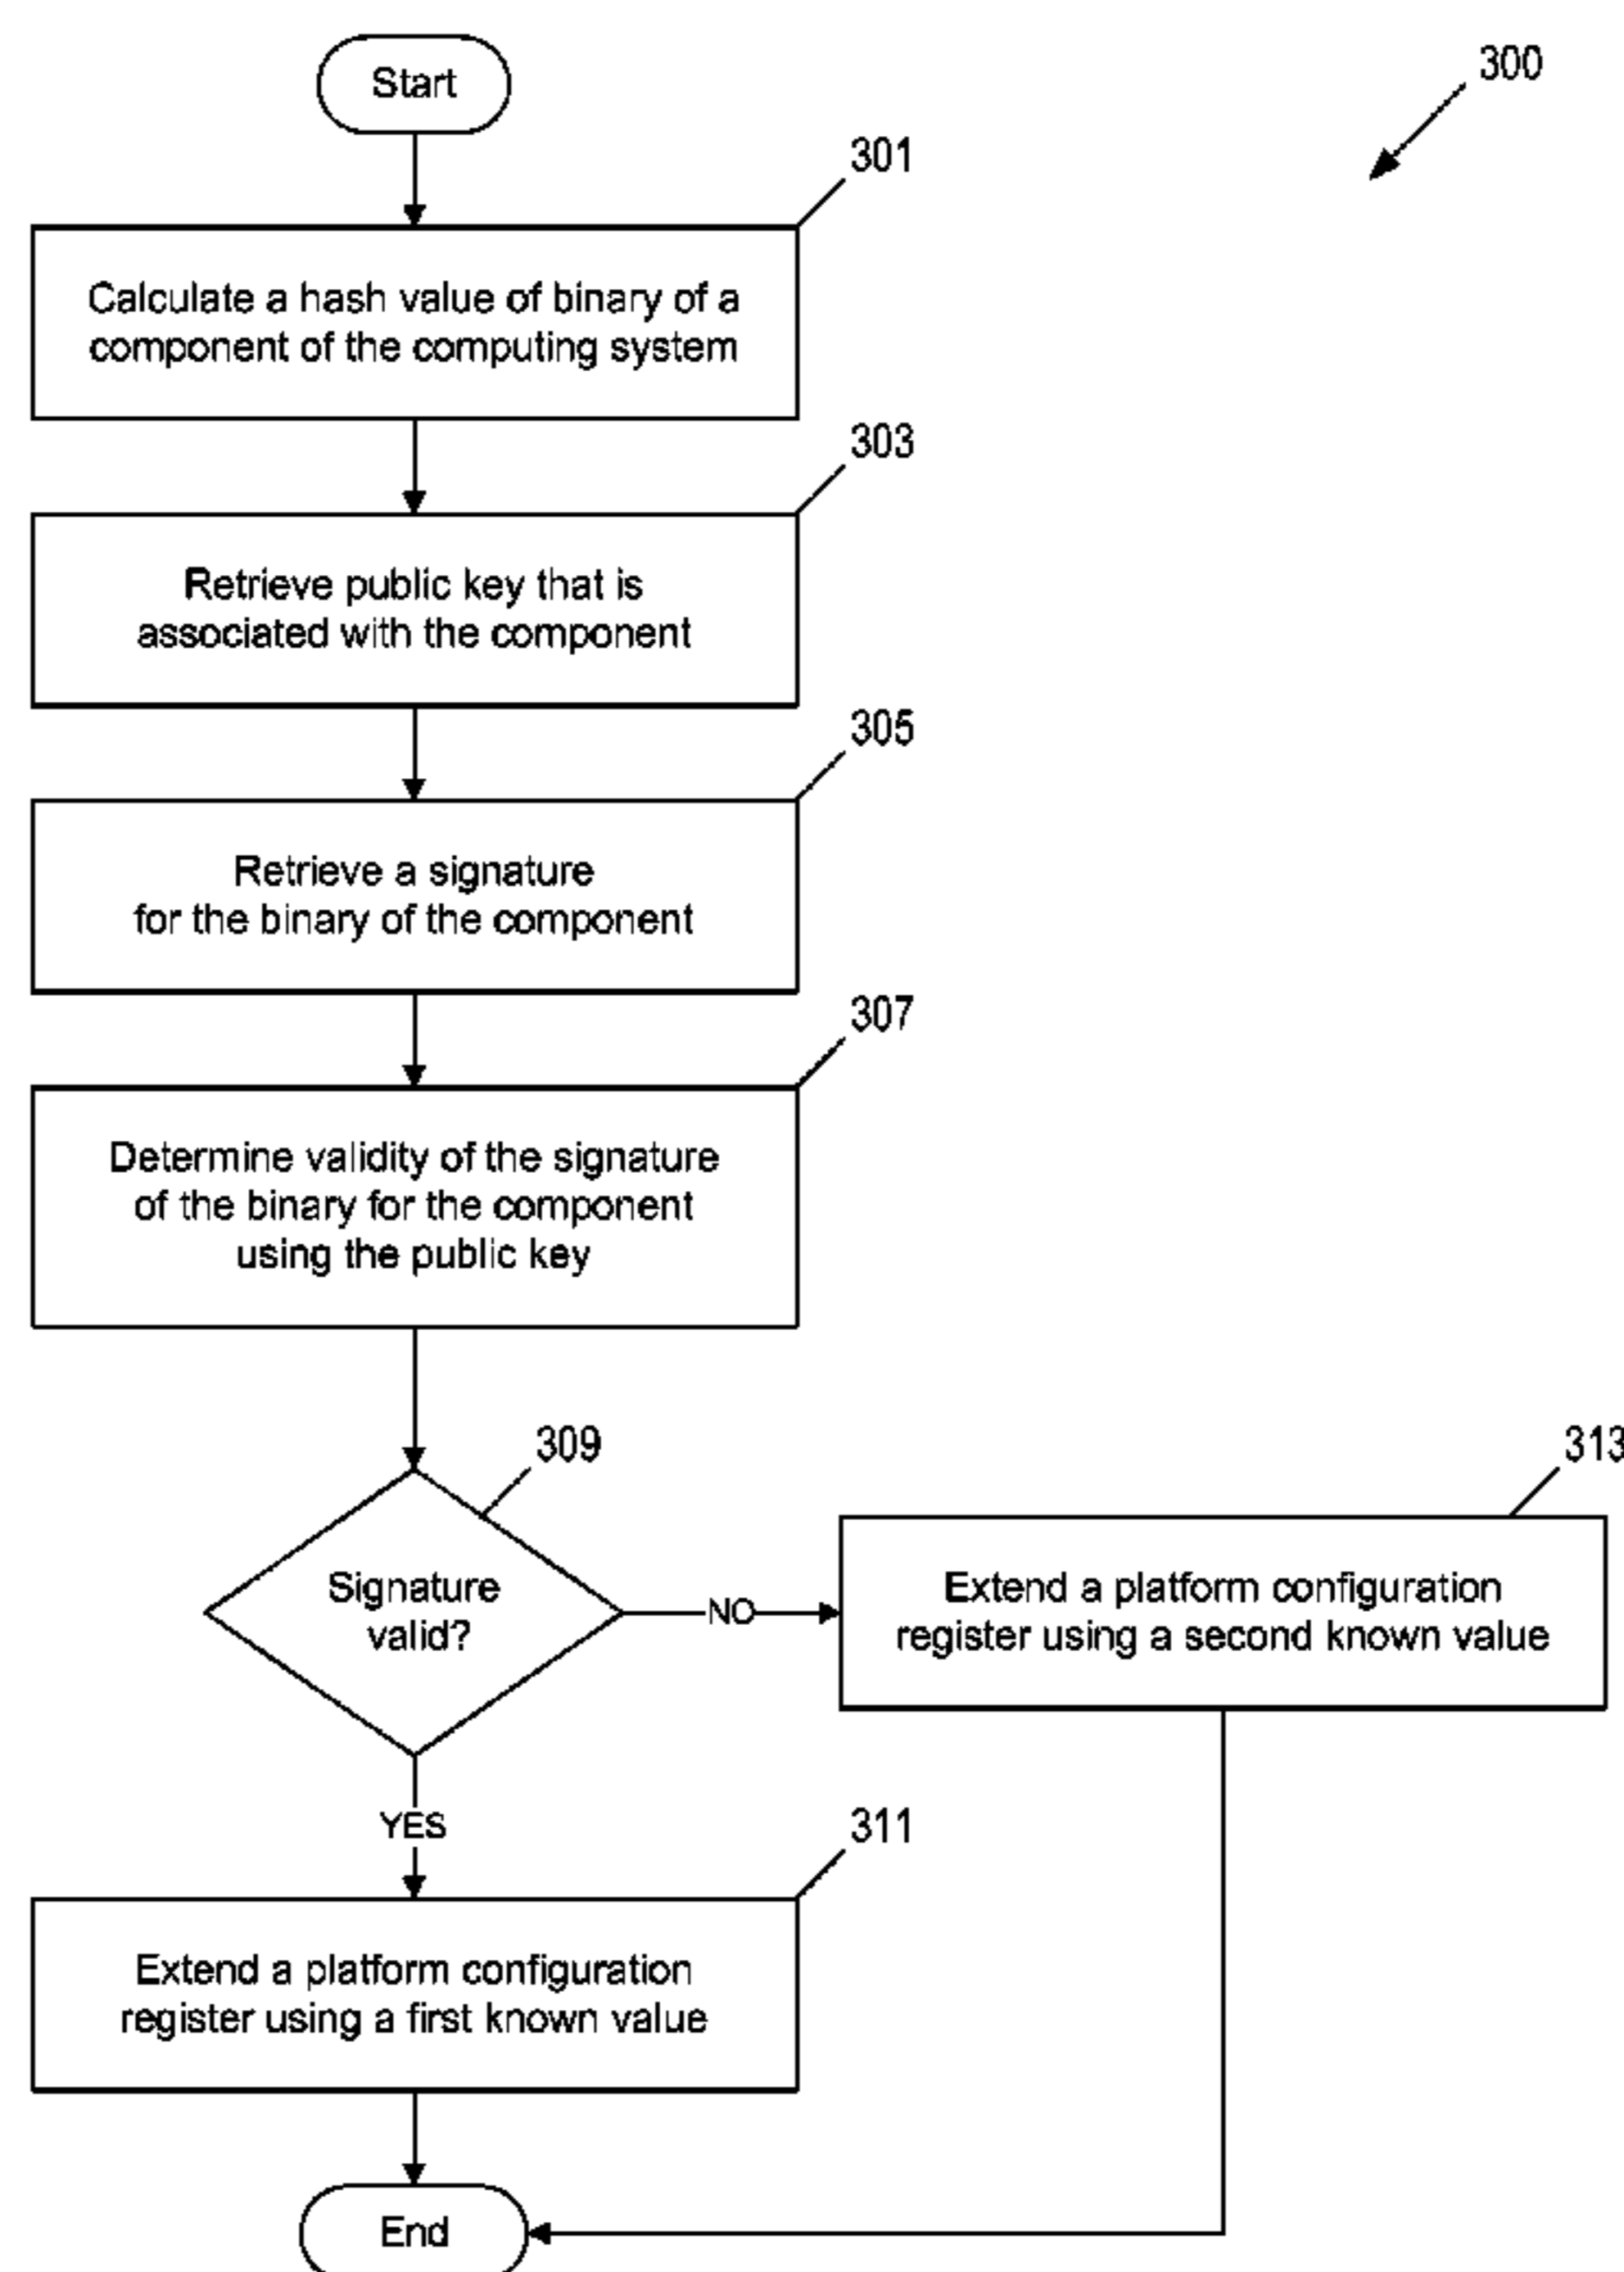 Start
300
301
Calculate a hash value of binary of a
component of the computing system
303
Retrieve public key that is
associated with the component
305
Retrieve a signature
for the binary of the component
307
Determine validity of the signature
of the binary for the component
using the public key
309
Signature
valid?
NO
313
Extend a platform configuration
register using a second known value
YES
311
Extend a platform configuration
register using a first known value
End